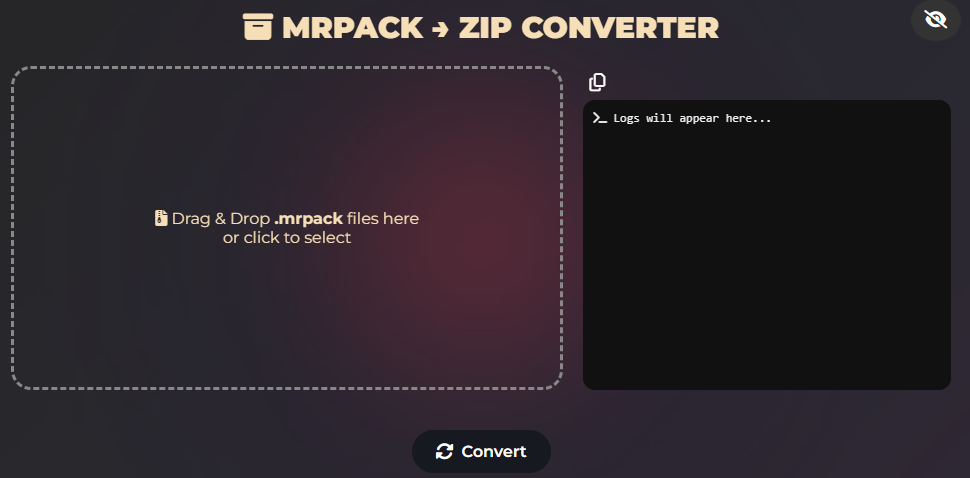 MRPACK → ZIP CONVERTER
Drag & Drop .mrpack files here
or click to select
Logs will appear here...
Convert